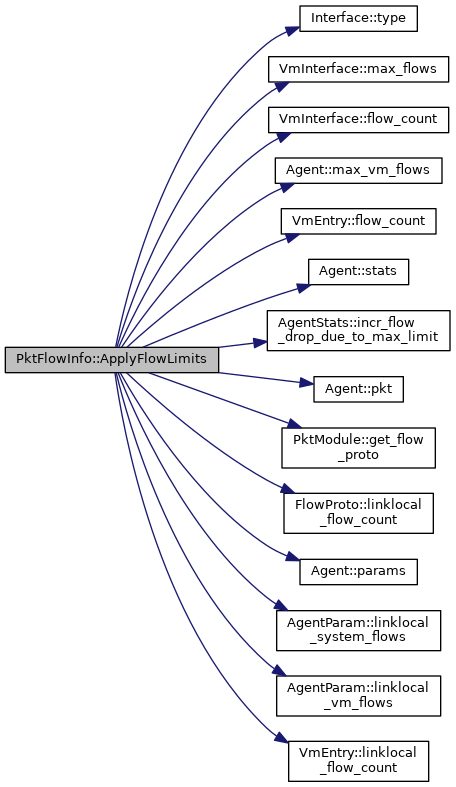 Interface::type
VmInterface::max_flows
VmInterface::flow_count
Agent::max_vm_flows
VmEntry::flow_count
Agent::stats
AgentStats::incr_flow
_drop_due_to_max_limit
PktFlowInfo::ApplyFlowLimits
Agent::pkt
PktModule::get_flow
_proto
FlowProto::linklocal
_flow_count
Agent::params
AgentParam::linklocal
_system_flows
AgentParam::linklocal
_vm_flows
VmEntry::linklocal
_flow_count